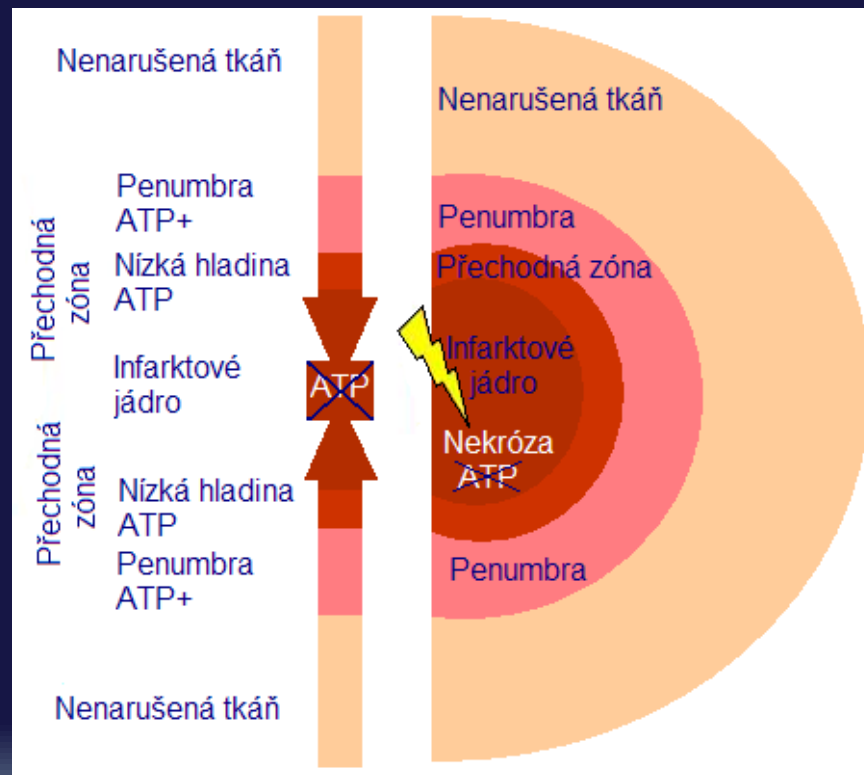 Nenarušená tkáň
Penumbra
ATP+
Přechodná
zóna
Nízká hladina
ATP
Infarktové
jádro
ATP
Přechodná
zóna
Nízká hladina
ATP
Penumbra
ATP+
Nenarušená tkáň
Nenarušená tkáň
Penumbra
Přechodná zóna
Infarktové
jádro
Nekróza
ATP
Penumbra